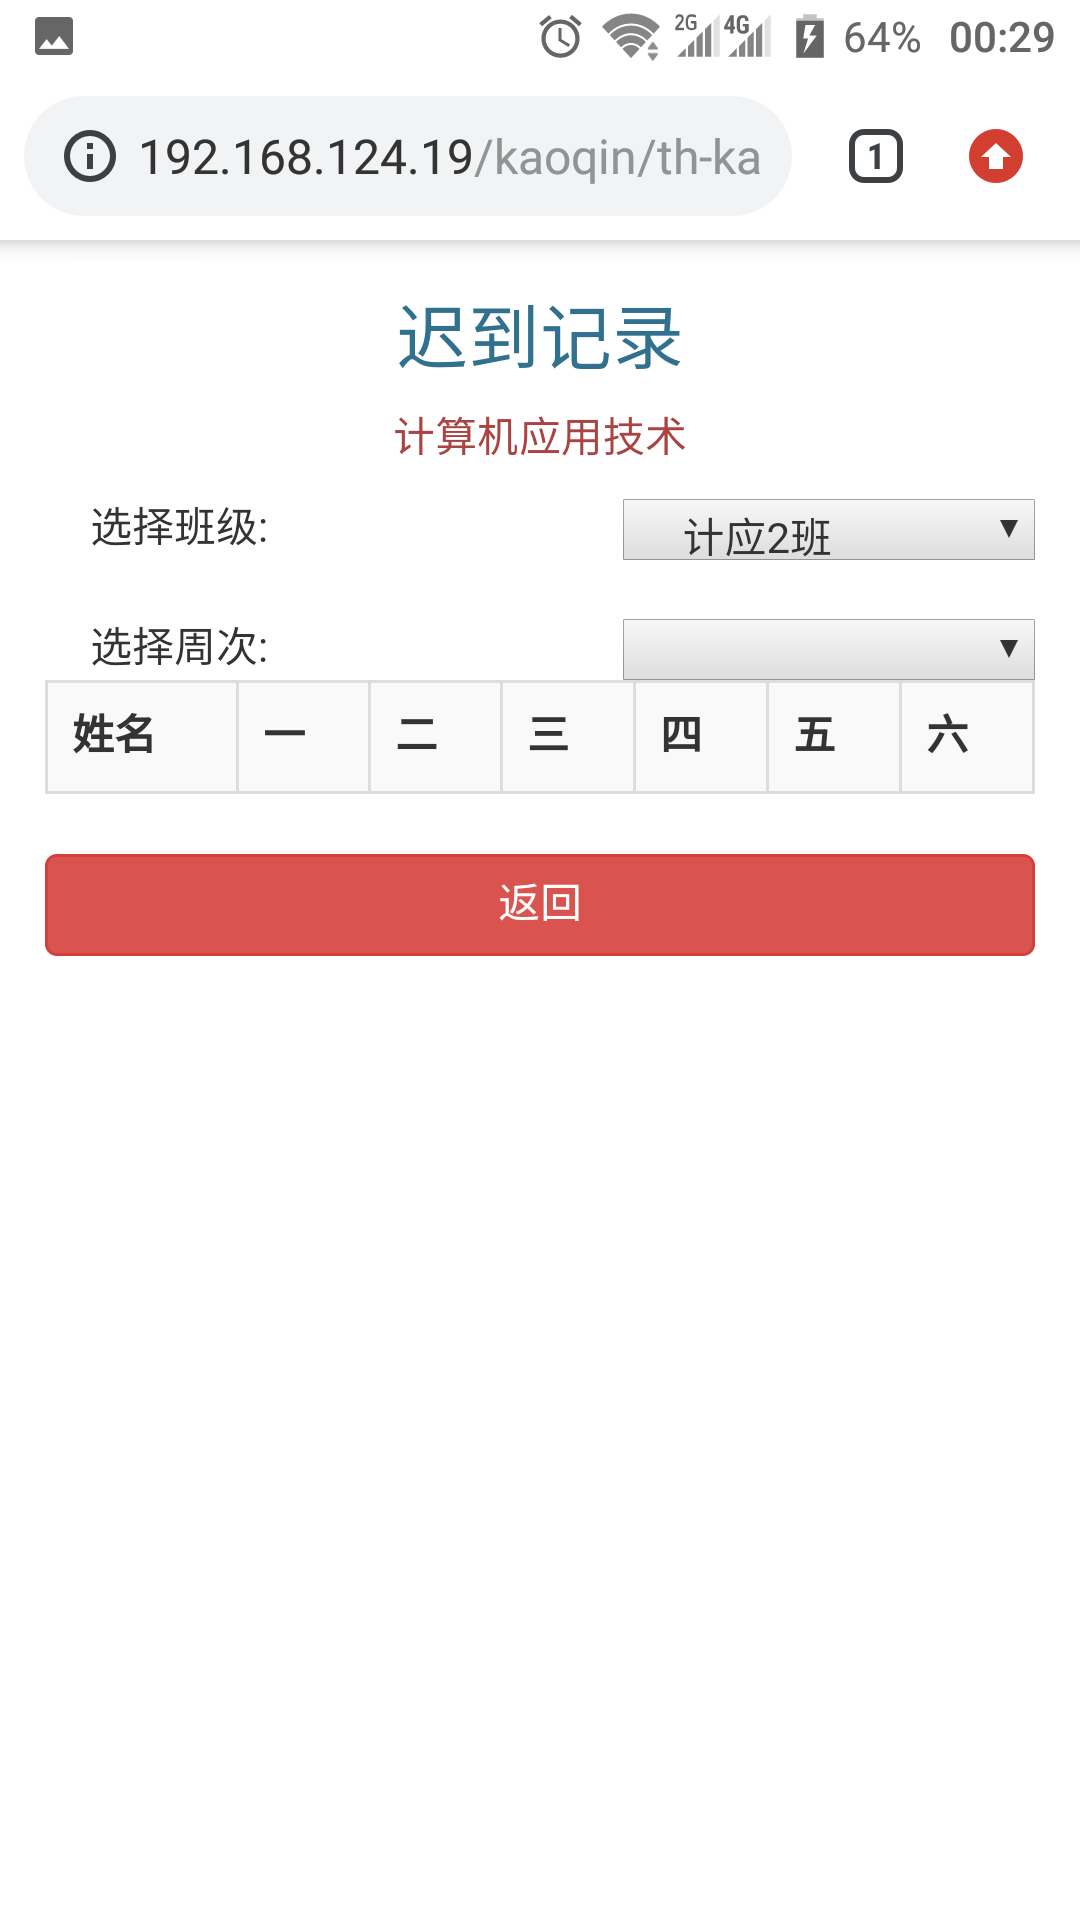 2G 4G 64% 00:29
192.168.124.19/kaoqin/th-ka 1
迟到记录
计算机应用技术
选择班级: 计应2班
选择周次:
姓名 一 二 三 四 五 六
返回